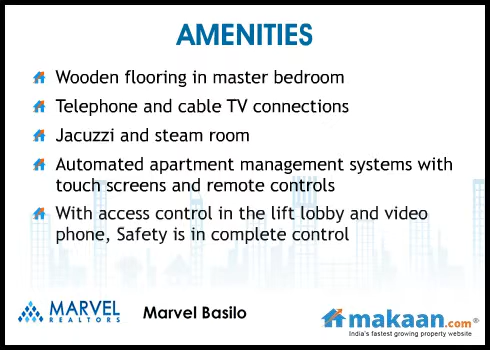 AMENITIES
Wooden flooring in master bedroom
Telephone and cable TV connections
Jacuzzi and steam room
Automated apartment management systems with
touch screens and remote controls
With access control in the lift lobby and video
phone, Safety is in complete control
MARVEL
REALTORS
Marvel Basilo
makaan.com®
India's fastest growing property website